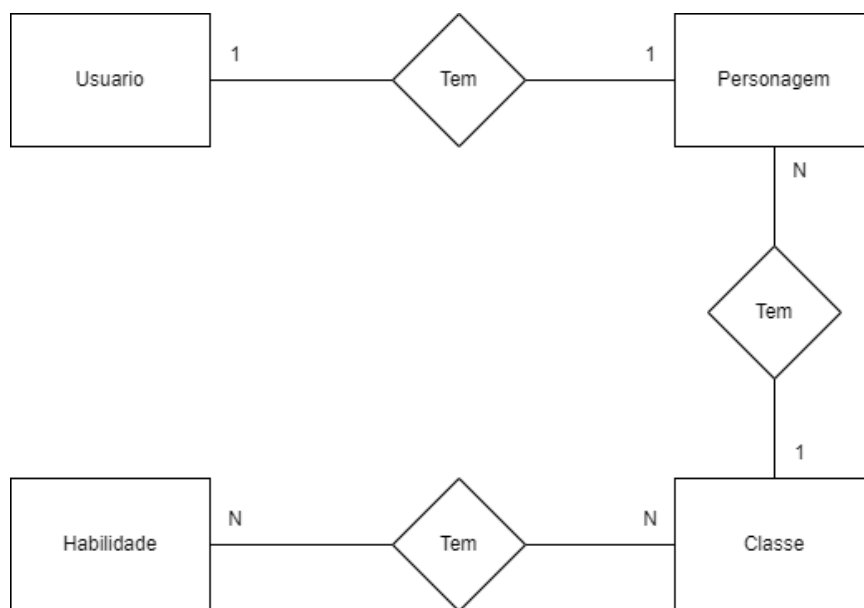 Usuario
1
Tem
1
Personagem
N
Tem
1
Habilidade
N
Tem
N
Classe